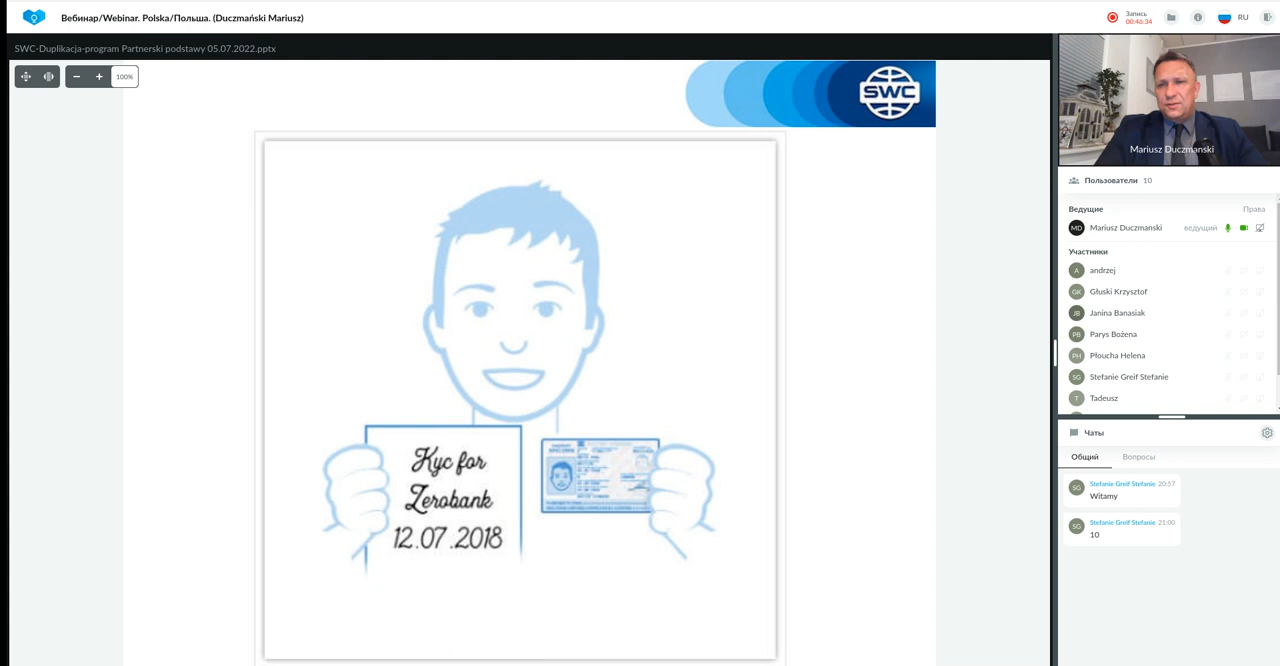 Вебинар/Webinar. Polska/Польша. (Duczmański Mariusz)
Запись
00:46:34
RU
SWC-Duplikacja-program Partnerski podstawy 05.07.2022.pptx
100%
SWC
Kyc for
Zerobank
12.07.2018
Mariusz Duczmanski
Пользователи 10
Ведущие Права
MD Mariusz Duczmanski ведущий
Участники
A andrzej
GK Głuski Krzysztof
JB Janina Banasiak
PB Parys Bożena
PH Płoucha Helena
SG Stefanie Greif Stefanie
T Tadeusz
Чаты
Общий Вопросы
SG Stefanie Greif Stefanie 20:57
Witamy
SG Stefanie Greif Stefanie 21:00
10